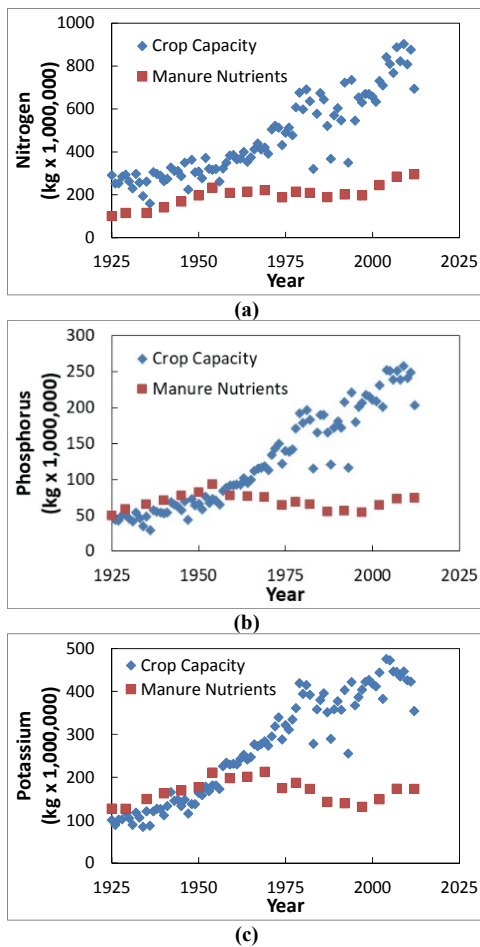 1000
800
600
400
200
0
Nitrogen
(kg x 1,000,000)
Crop Capacity
Manure Nutrients
1925 1950 1975 2000 2025
Year
(a)
300
250
200
150
100
50
0
Phosphorus
(kg x 1,000,000)
Crop Capacity
Manure Nutrients
1925 1950 1975 2000 2025
Year
(b)
500
400
300
200
100
0
Potassium
(kg x 1,000,000)
Crop Capacity
Manure Nutrients
1925 1950 1975 2000 2025
Year
(c)